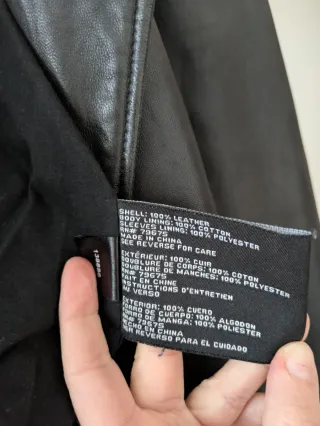 SHELL: 100% LEATHER
BODY LINING: 100% COTTON
SLEEVES LINING: 100% POLYESTER
RN# 79675
MADE IN CHINA
SEE REVERSE FOR CARE
EXTÉRIEUR: 100% CUIR
DOUBLURE DE CORPS: 100% COTON
DOUBLURE DE MANCHES: 100% POLYESTER
RN# 79675
FAIT EN CHINE
INSTRUCTIONS D'ENTRETIEN
AU VERSO
EXTERIOR: 100% CUERO
FORRO DE CUERPO: 100% ALGODON
FORRO DE MANGA: 100% POLIESTER
79675
HECHO EN CHINA
VER REVERSO PARA EL CUIDADO